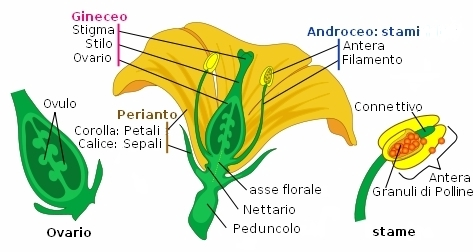 Gineceo
Stigma
Stilo
Ovario
Androceo: stami
Antera
Filamento
Ovulo
Perianto
Corolla: Petali
Calice: Sepali
Connettivo
asse florale
Nettario
Peduncolo
Antera
Granuli di Polline
Ovario
stame